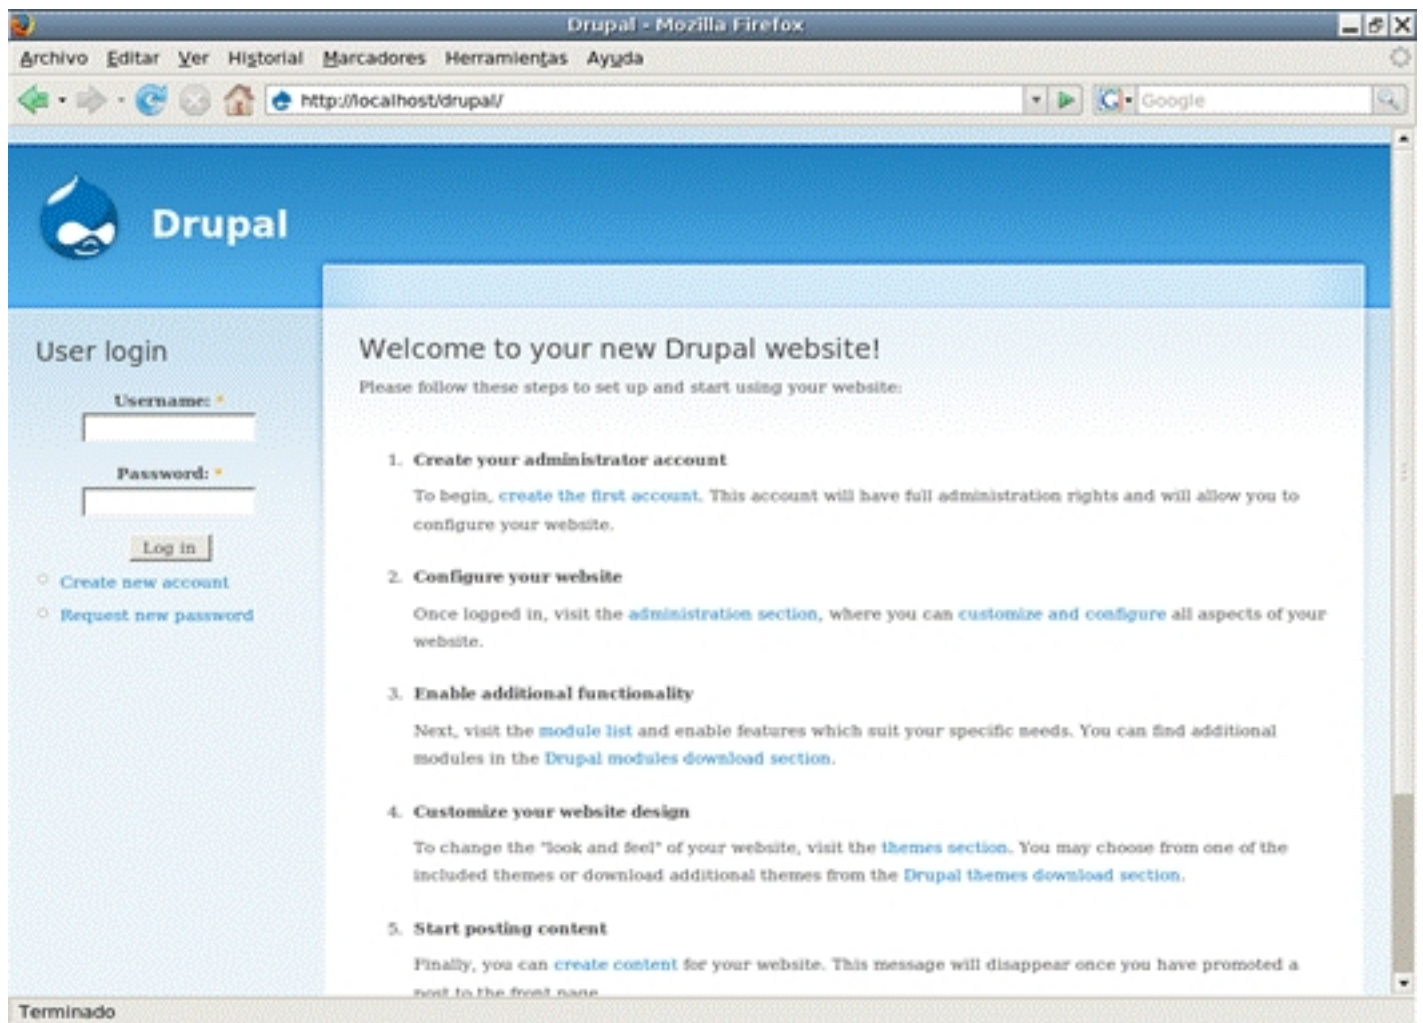 Drupal - Mozilla Firefox
Archivo Editar Ver Historial Marcadores Herramientas Ayuda
http://localhost/drupal/
Google
Drupal
User login
Username: *
Password: *
Log in
Create new account
Request new password
Welcome to your new Drupal website!
Please follow these steps to set up and start using your website:
1. Create your administrator account
To begin, create the first account. This account will have full administration rights and will allow you to
configure your website.
2. Configure your website
Once logged in, visit the administration section, where you can customize and configure all aspects of your
website.
3. Enable additional functionality
Next, visit the module list and enable features which suit your specific needs. You can find additional
modules in the Drupal modules download section.
4. Customize your website design
To change the "look and feel" of your website, visit the themes section. You may choose from one of the
included themes or download additional themes from the Drupal themes download section.
5. Start posting content
Finally, you can create content for your website. This message will disappear once you have promoted a
post to the front page
Terminado